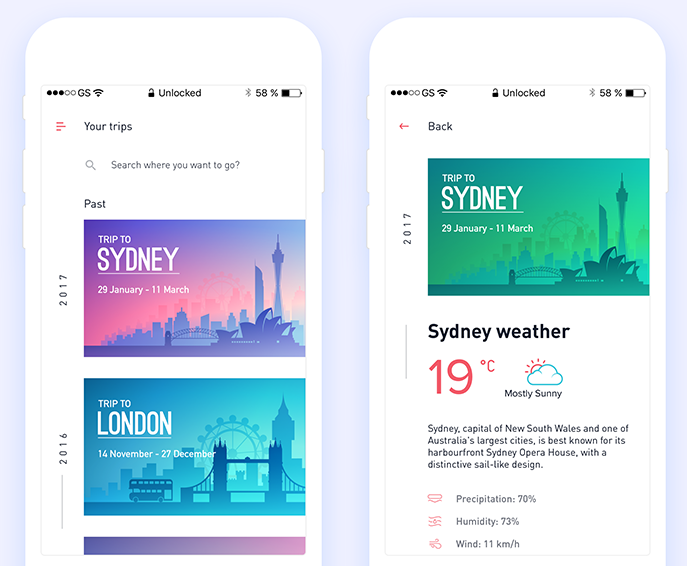 GS
Unlocked
58 %
Your trips
Search where you want to go?
Past
2017
TRIP TO
SYDNEY
29 January - 11 March
2016
TRIP TO
LONDON
14 November - 27 December
GS
Unlocked
58 %
Back
2017
TRIP TO
SYDNEY
29 January - 11 March
Sydney weather
19 °C
Mostly Sunny
Sydney, capital of New South Wales and one of
Australia's largest cities, is best known for its
harbourfront Sydney Opera House, with a
distinctive sail-like design.
Precipitation: 70%
Humidity: 73%
Wind: 11 km/h